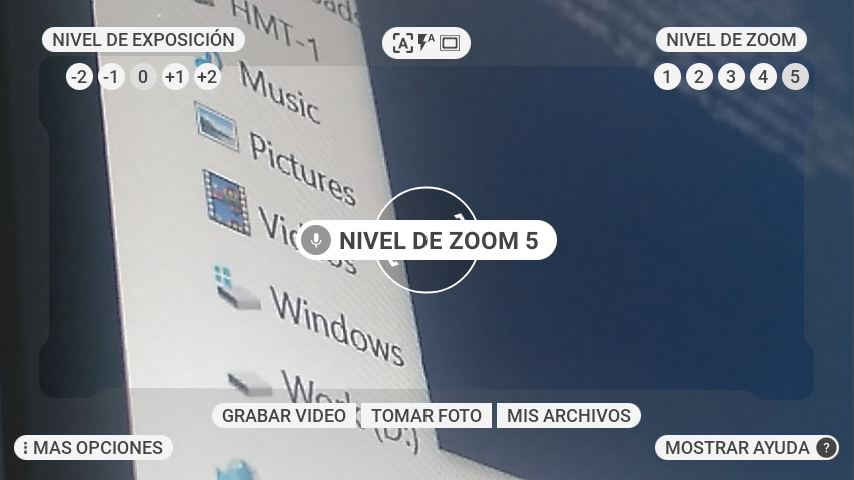 NIVEL DE EXPOSICIÓN
-2 -1 0 +1 +2
A
A
NIVEL DE ZOOM
1 2 3 4 5
HMT-1
Music
Pictures
NIVEL DE ZOOM 5
Windows
(D:)
GRABAR VIDEO
TOMAR FOTO
MIS ARCHIVOS
MAS OPCIONES
MOSTRAR AYUDA ?